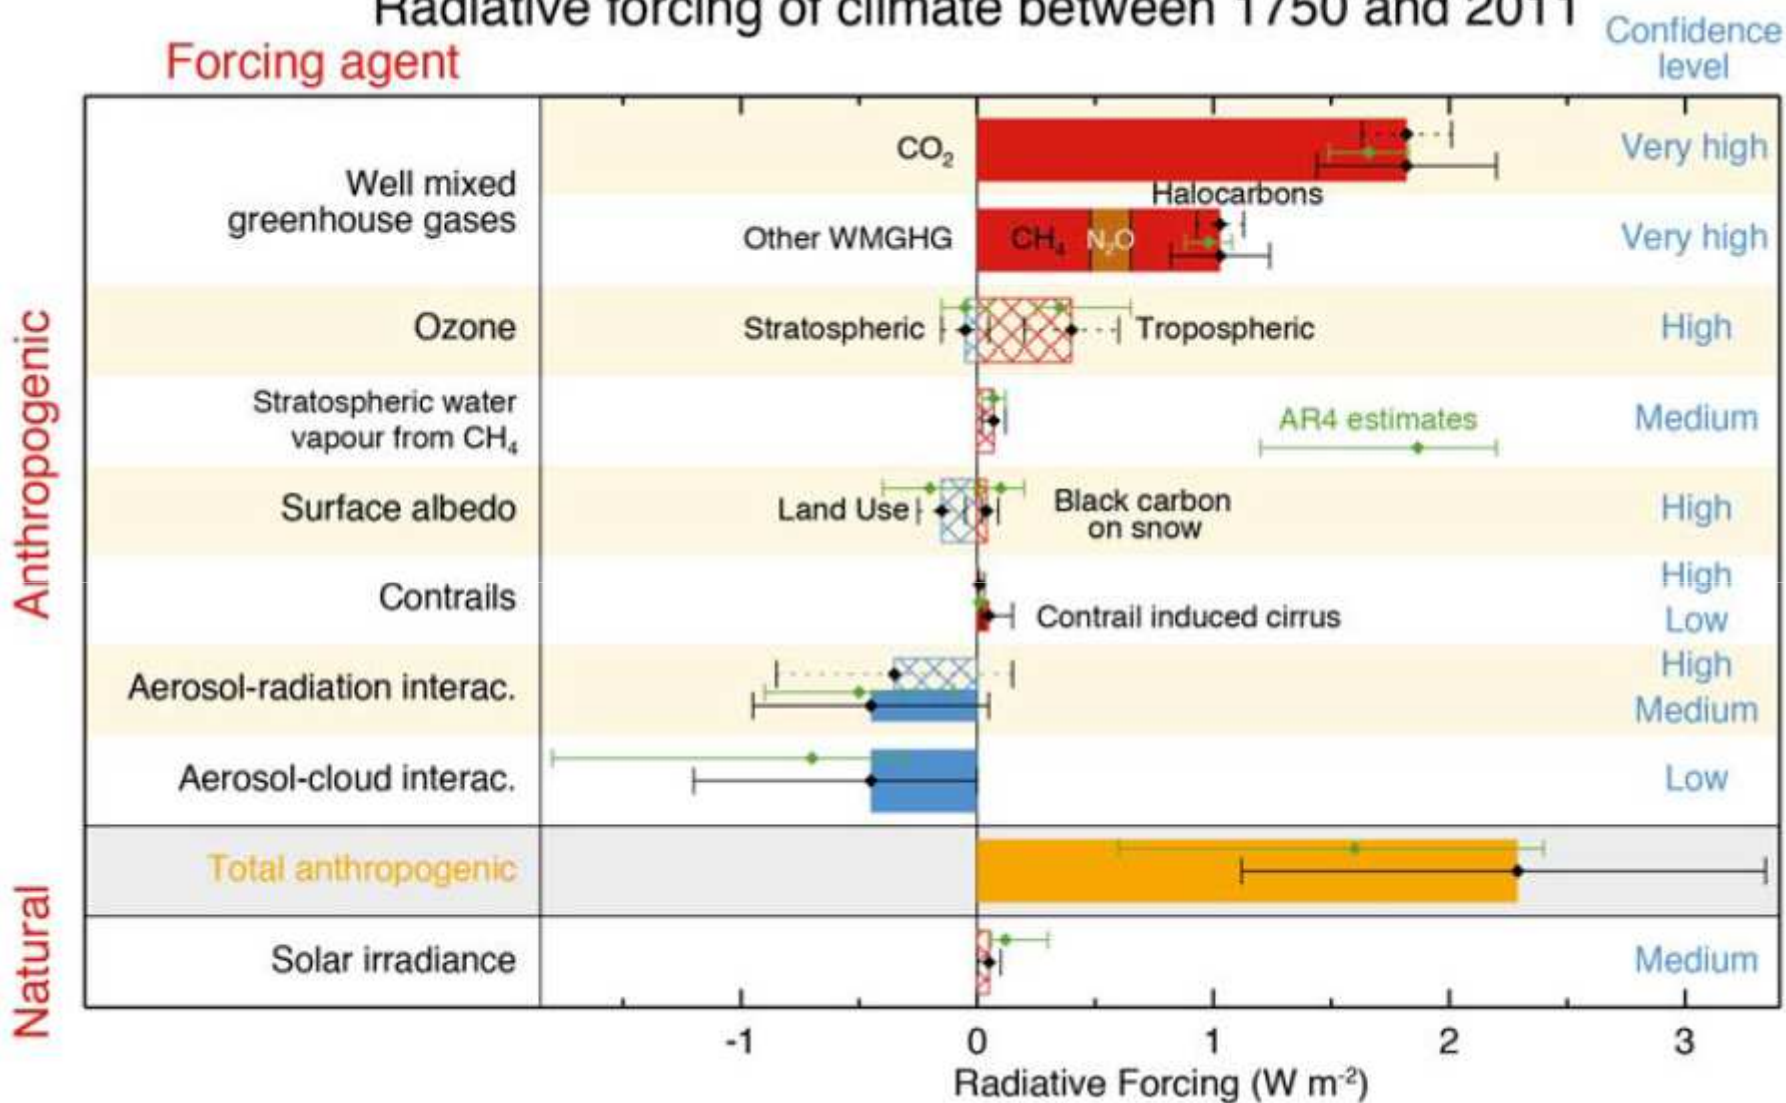 Radiative forcing of climate between 1750 and 2011
Forcing agent
Confidence
level
Anthropogenic
Natural
Well mixed
greenhouse gases
CO₂
Very high
Halocarbons
Other WMGHG
CH₄
N₂O
Very high
Ozone
Stratospheric
Tropospheric
High
Stratospheric water
vapour from CH₄
AR4 estimates
Medium
Surface albedo
Land Use
Black carbon
on snow
High
Contrails
High
Contrail induced cirrus
Low
Aerosol-radiation interac.
High
Medium
Aerosol-cloud interac.
Low
Total anthropogenic
Solar irradiance
Medium
-1 0 1 2 3
Radiative Forcing (W m⁻²)